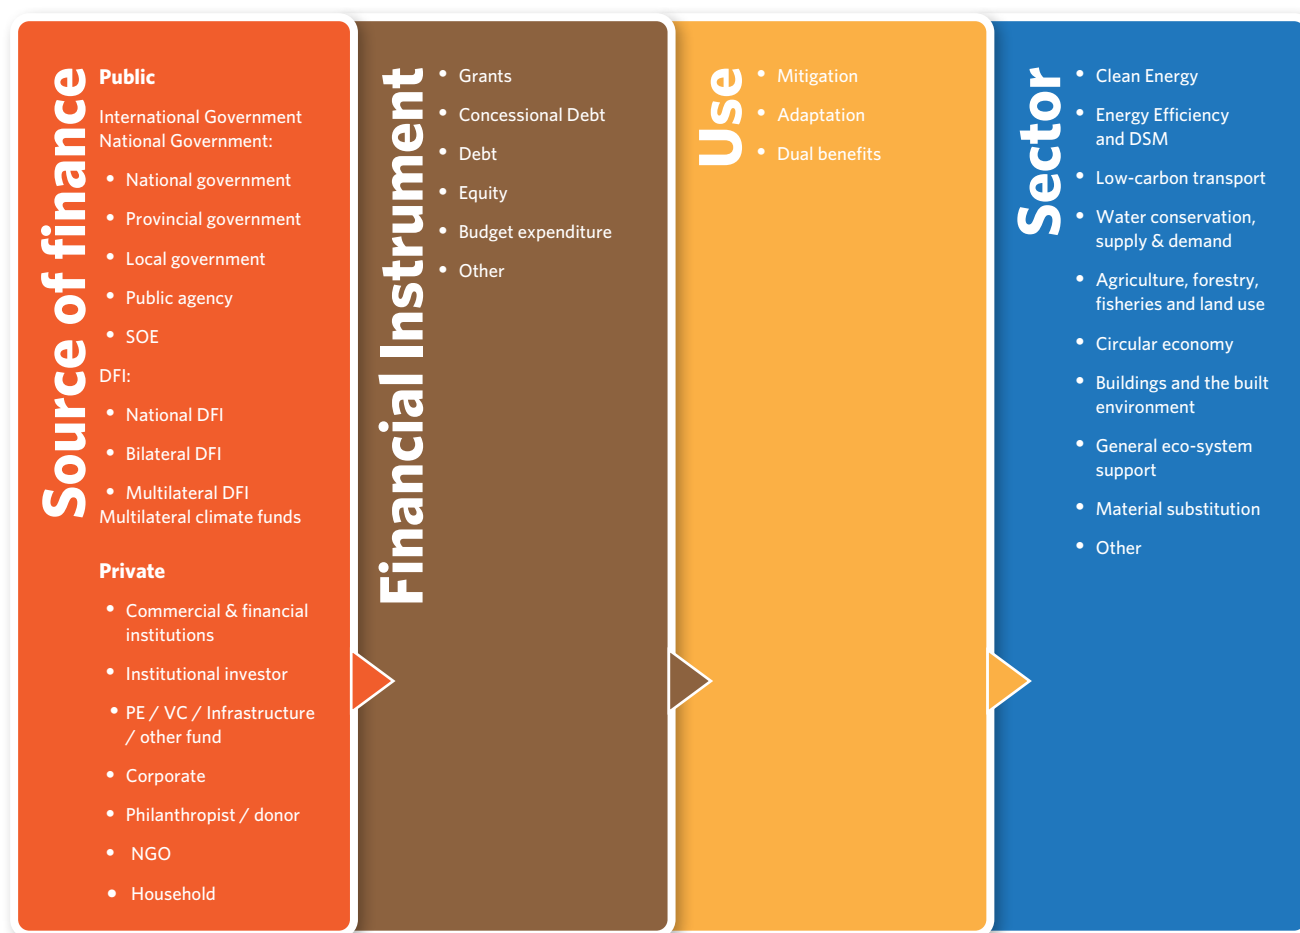 Source of finance
Public
International Government
National Government:
• National government
• Provincial government
• Local government
• Public agency
• SOE
DFI:
• National DFI
• Bilateral DFI
• Multilateral DFI
Multilateral climate funds
Private
• Commercial & financial
institutions
• Institutional investor
• PE / VC / Infrastructure
/ other fund
• Corporate
• Philanthropist / donor
• NGO
• Household
Financial Instrument
• Grants
• Concessional Debt
• Debt
• Equity
• Budget expenditure
• Other
Use
• Mitigation
• Adaptation
• Dual benefits
Sector
• Clean Energy
• Energy Efficiency
and DSM
• Low-carbon transport
• Water conservation,
supply & demand
• Agriculture, forestry,
fisheries and land use
• Circular economy
• Buildings and the built
environment
• General eco-system
support
• Material substitution
• Other